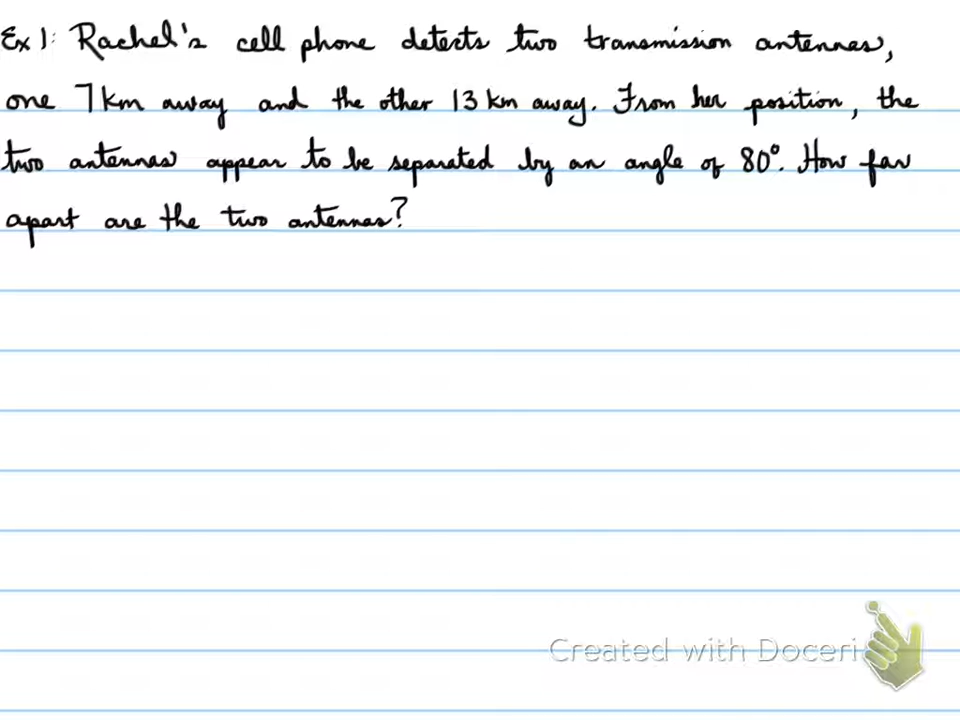 Ex 1: Rachel's cell phone detects two transmission antennas,
one 7km away and the other 13 km away. From her position, the
two antennas appear to be separated by an angle of 80°. How far
apart are the two antennas?
Created with Doceri